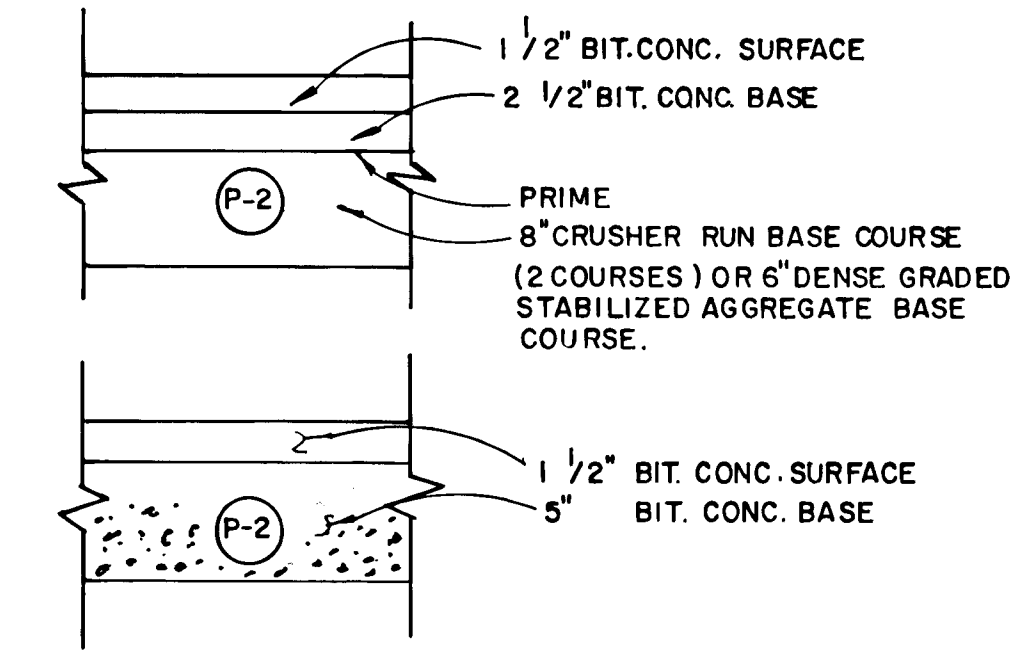 1 1/2" BIT.CONC. SURFACE
2 1/2" BIT. CONC. BASE
P-2
PRIME
8" CRUSHER RUN BASE COURSE
(2 COURSES) OR 6" DENSE GRADED
STABILIZED AGGREGATE BASE
COURSE.
1 1/2" BIT. CONC. SURFACE
5" BIT. CONC. BASE
P-2